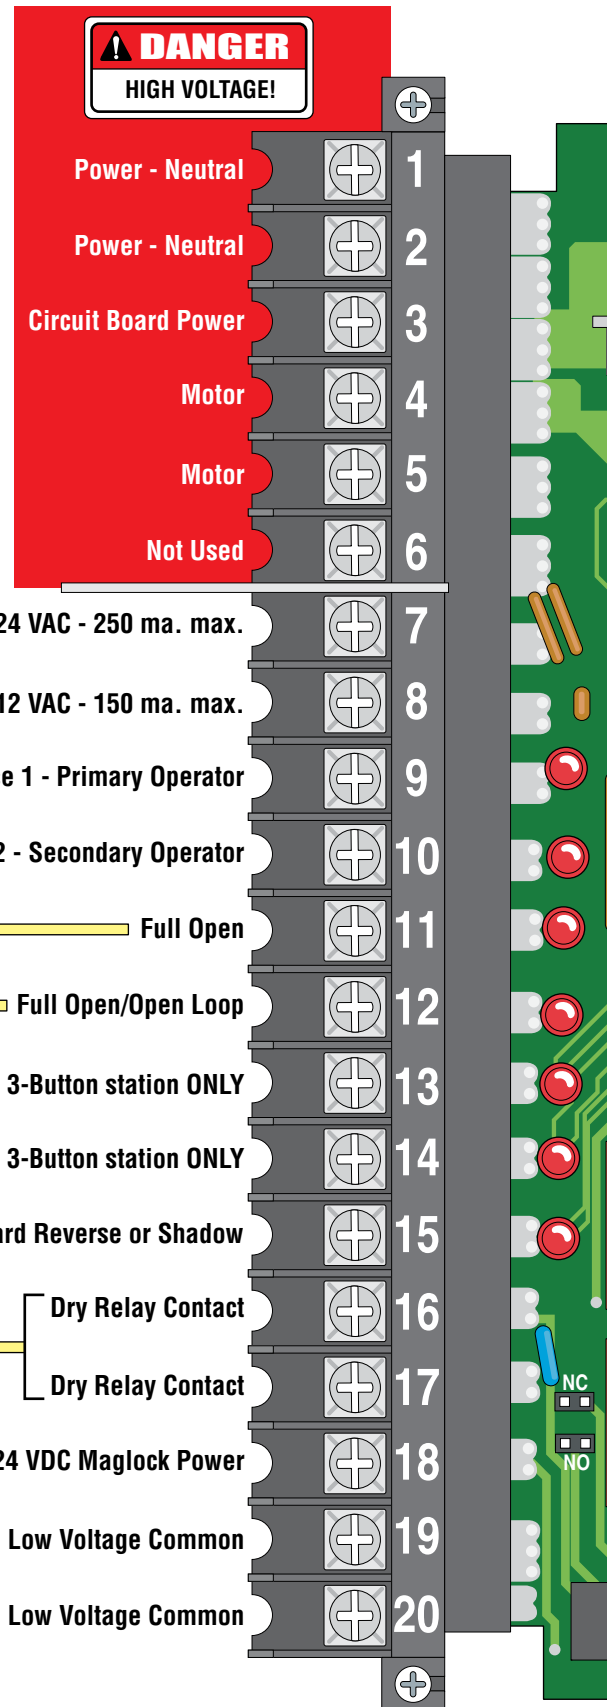 DANGER
HIGH VOLTAGE!
Power - Neutral 1
Power - Neutral 2
Circuit Board Power 3
Motor 4
Motor 5
Not Used 6
24 VAC - 250 ma. max. 7
12 VAC - 150 ma. max. 8
1 - Primary Operator 9
2 - Secondary Operator 10
Full Open 11
Full Open/Open Loop 12
3-Button station ONLY 13
3-Button station ONLY 14
Reverse or Shadow 15
Dry Relay Contact 16
Dry Relay Contact 17
NC
24 VDC Maglock Power 18
NO
Low Voltage Common 19
Low Voltage Common 20